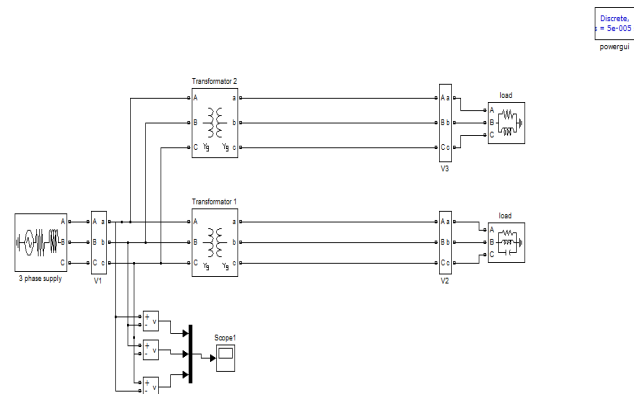 Discrete,
= 5e-005
powergui
Transformator 2
A a A a load
A
B b B b B
C
C Yg Yg c C c
V3
Transformator 1
A A a A a A a load
A
B B b B b B b B
C
C C c C Yg Yg c C c
3 phase supply V1 V2
+
- v
Scope1
+
- v
+
- v